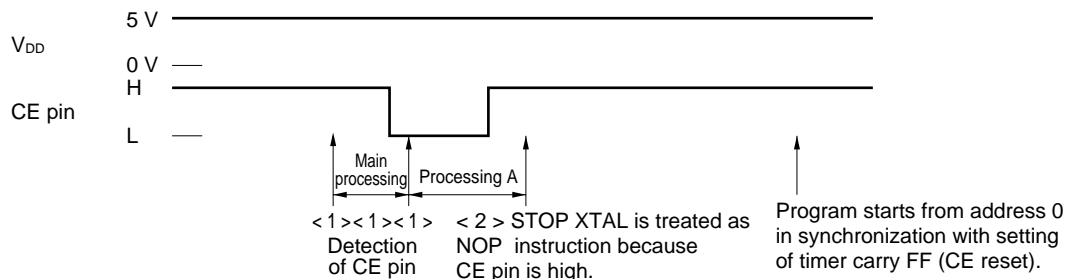 5 V
VDD
0 V
H
CE pin
L
Main
processing
Processing A
< 1 > < 1 > < 1 >
Detection
of CE pin
< 2 > STOP XTAL is treated as
NOP instruction because
CE pin is high.
Program starts from address 0
in synchronization with setting
of timer carry FF (CE reset).